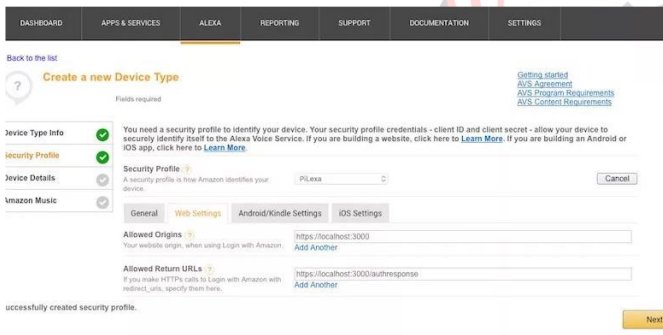 DASHBOARD APPS & SERVICES ALEXA REPORTING SUPPORT DOCUMENTATION SETTINGS
Back to the list
?
Create a new Device Type
Fields required
Getting started
AVS Agreement
AVS Program Requirements
AVS Content Requirements
Device Type Info
Security Profile
Device Details
Amazon Music
You need a security profile to identify your device. Your security profile credentials - client ID and client secret - allow your device to
securely identify itself to the Alexa Voice Service. If you are building a website, click here to Learn More. If you are building an Android or
iOS app, click here to Learn More.
Security Profile ?
A security profile is how Amazon identifies your
device.
PiLexa
Cancel
General Web Settings Android/Kindle Settings iOS Settings
Allowed Origins ?
Your website origin, when using Login with Amazon.
https://localhost:3000
Add Another
Allowed Return URLs ?
If you make HTTPs calls to Login with Amazon with
redirect_uris, specify them here.
https://localhost:3000/authresponse
Add Another
uccessfully created security profile.
Next